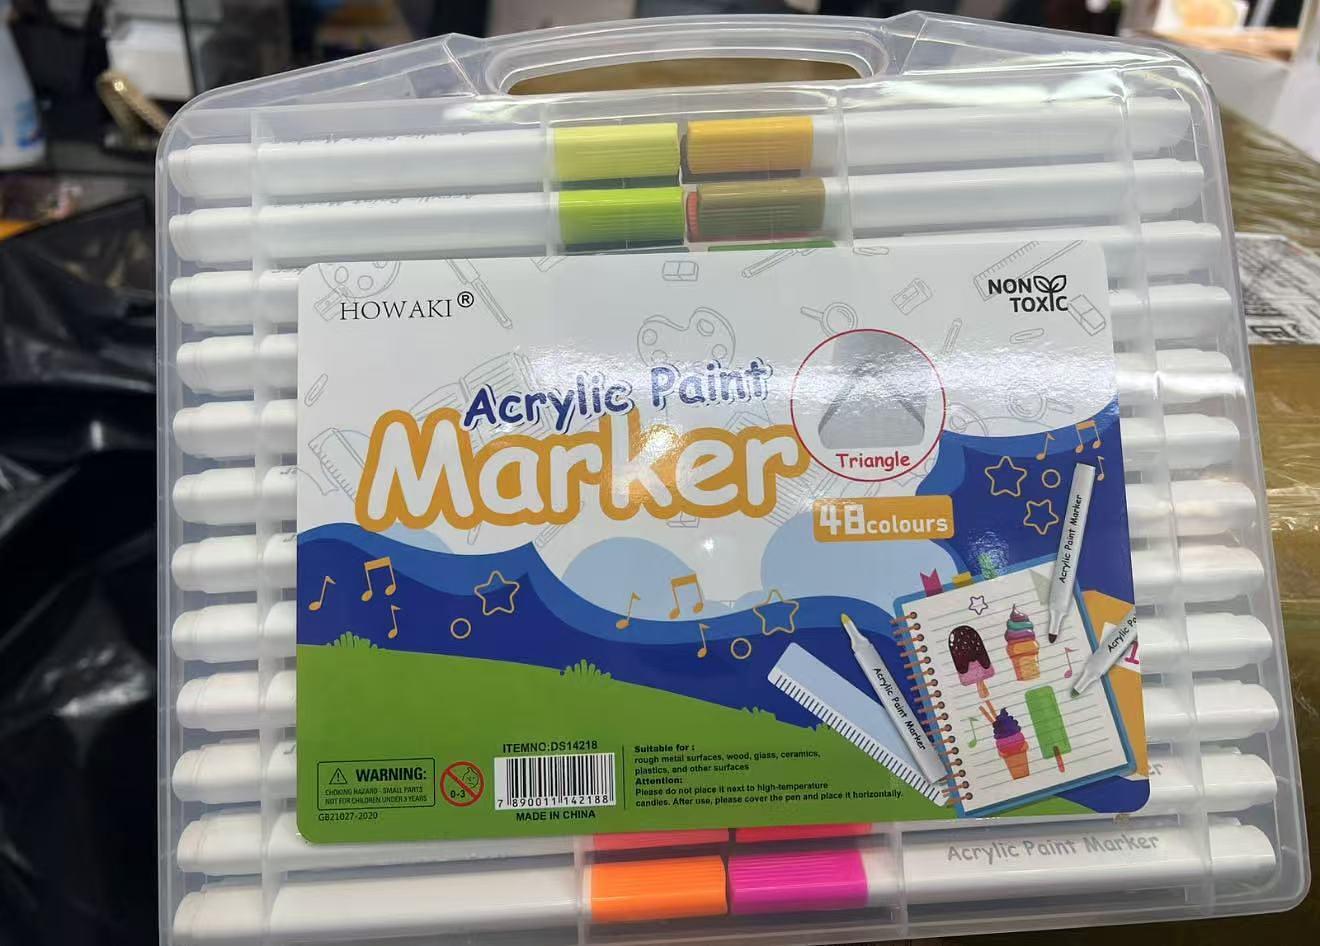 HOWAKI®
NON
TOXIC
Acrylic Paint
Marker
Triangle
48colours
Acrylic Paint Marker
Acrylic Paint Marker
ITEMNO:DS14218
7 890011 142188
MADE IN CHINA
WARNING:
CHOKING HAZARD - SMALL PARTS
NOT FOR CHILDREN UNDER 3 YEARS
GB21027-2020
0-3
Suitable for :
rough metal surfaces, wood, glass, ceramics,
plastics, and other surfaces
Attention:
Please do not place it next to high-temperature
candles. After use, please cover the pen and place it horizontally.
Acrylic Paint Marker